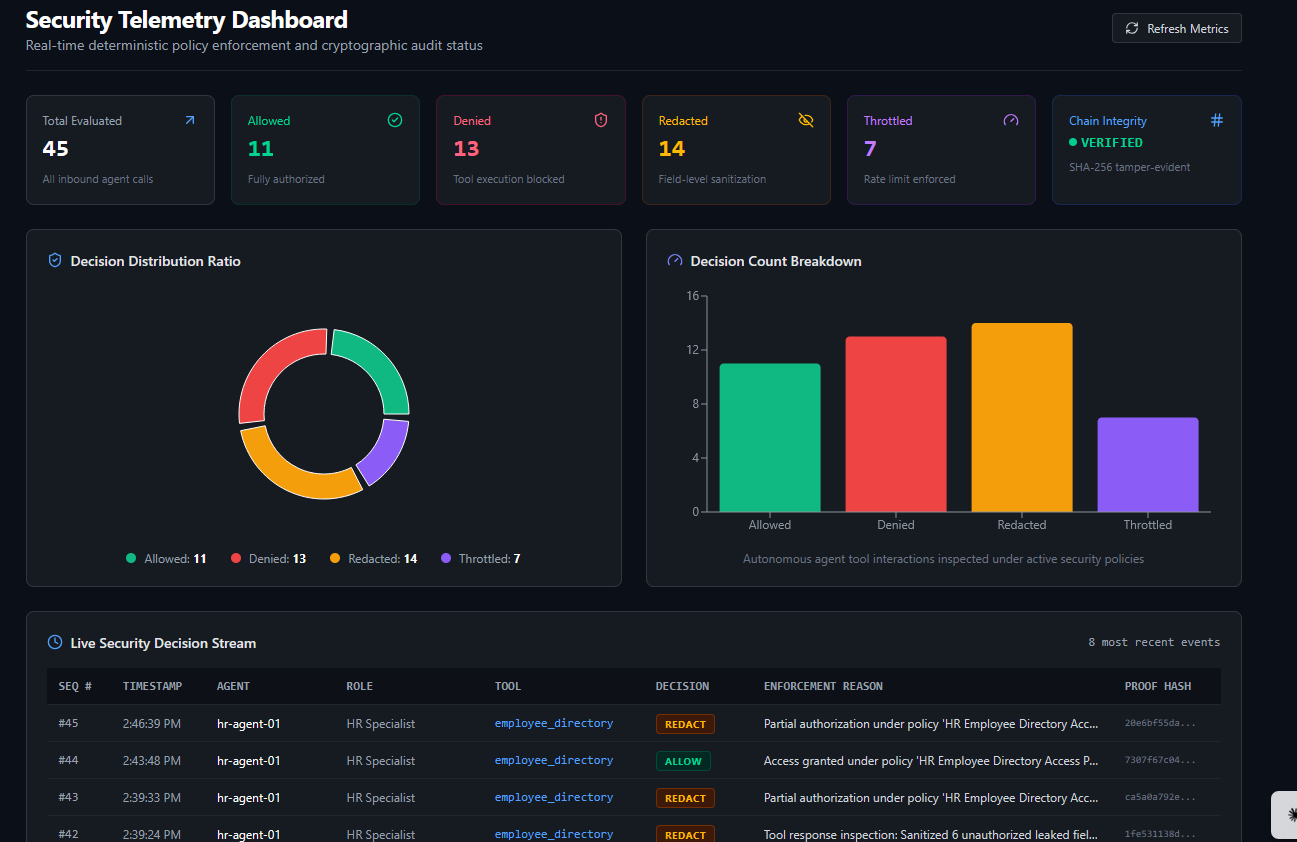 Security Telemetry Dashboard
Real-time deterministic policy enforcement and cryptographic audit status
Refresh Metrics
Total Evaluated
45
All inbound agent calls
Allowed
11
Fully authorized
Denied
13
Tool execution blocked
Redacted
14
Field-level sanitization
Throttled
7
Rate limit enforced
Chain Integrity
VERIFIED
SHA-256 tamper-evident
Decision Distribution Ratio
Allowed: 11 Denied: 13 Redacted: 14 Throttled: 7
Decision Count Breakdown
16
12
8
4
0
Allowed Denied Redacted Throttled
Autonomous agent tool interactions inspected under active security policies
Live Security Decision Stream
8 most recent events
SEQ # TIMESTAMP AGENT ROLE TOOL DECISION ENFORCEMENT REASON PROOF HASH
#45 2:46:39 PM hr-agent-01 HR Specialist employee_directory REDACT Partial authorization under policy 'HR Employee Directory Acc... 20e6bf55da...
#44 2:43:48 PM hr-agent-01 HR Specialist employee_directory ALLOW Access granted under policy 'HR Employee Directory Access P... 7307f67c04...
#43 2:39:33 PM hr-agent-01 HR Specialist employee_directory REDACT Partial authorization under policy 'HR Employee Directory Acc... ca5a0a792e...
#42 2:39:24 PM hr-agent-01 HR Specialist employee_directory REDACT Tool response inspection: Sanitized 6 unauthorized leaked fiel... 1fe531138d...